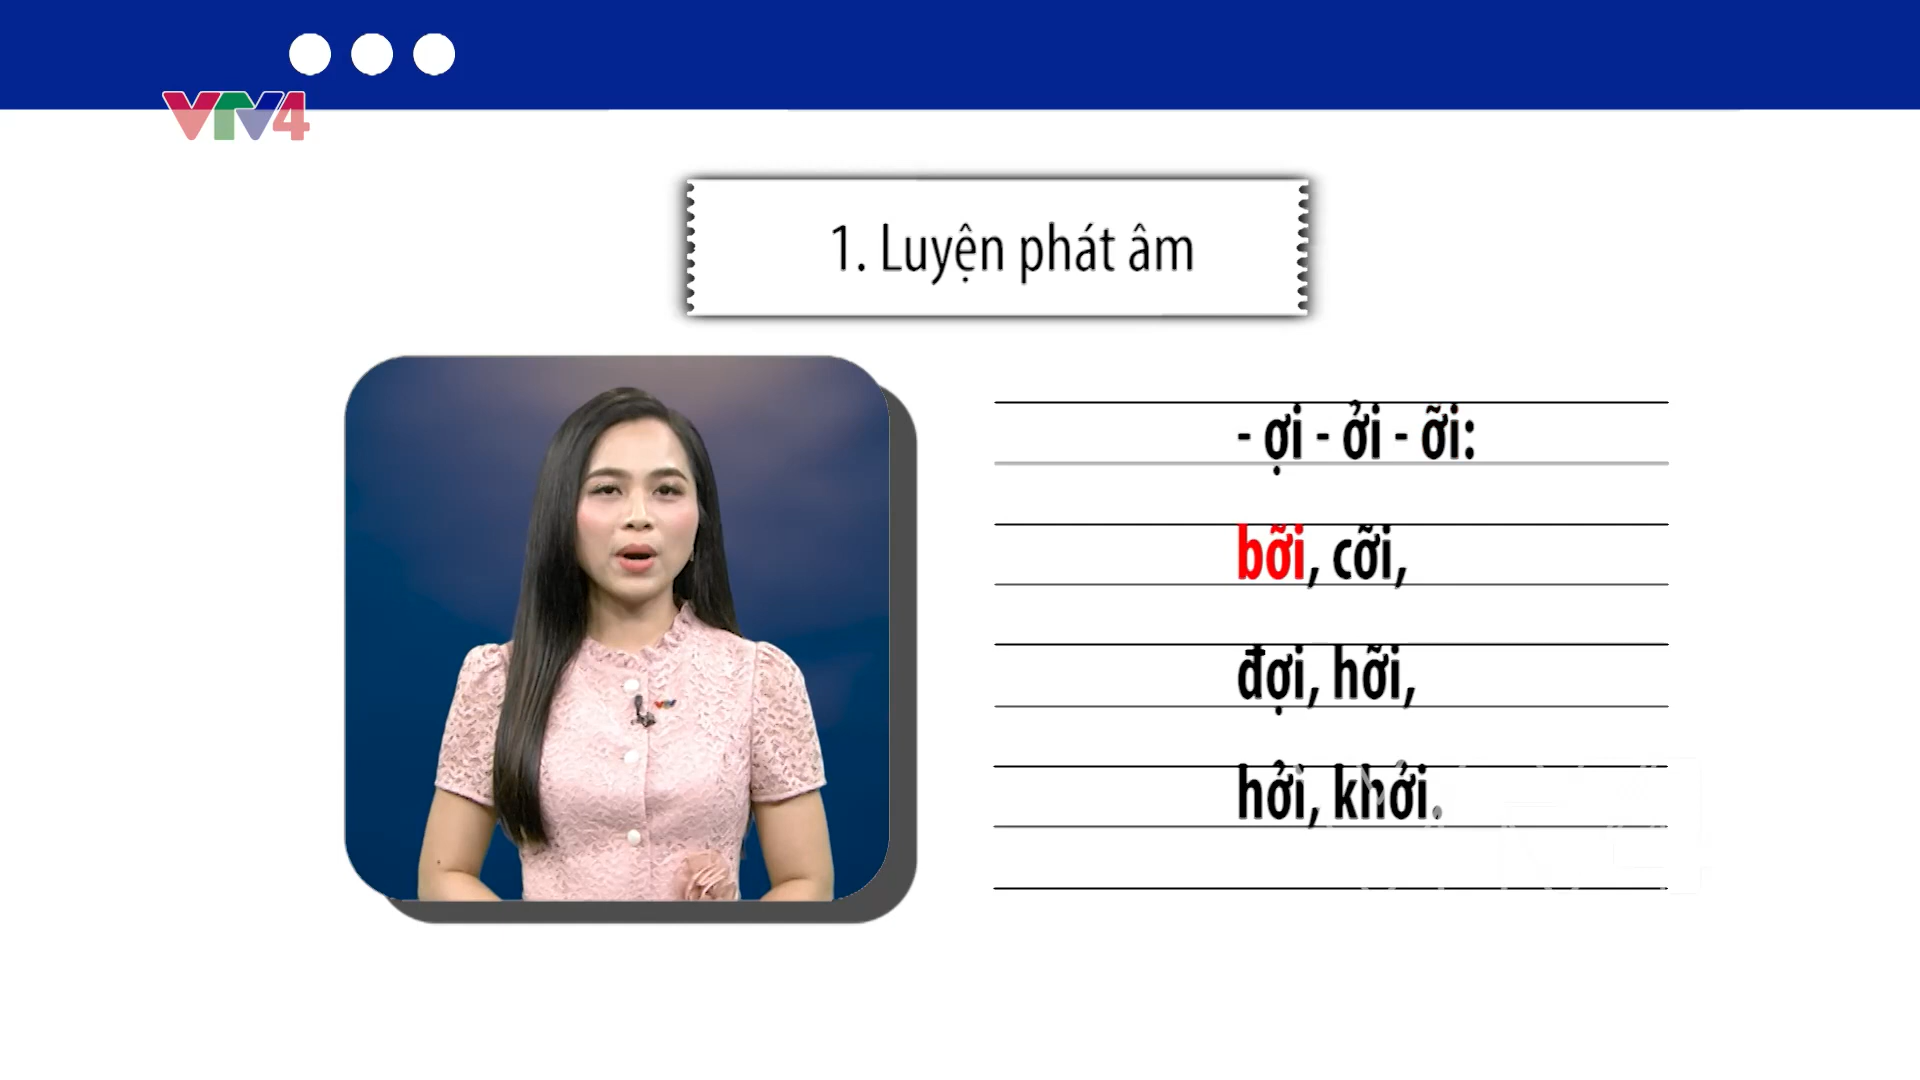 VTV4
1. Luyện phát âm
- ợi - ởi - ỡi:
bỡi, cỡi,
đợi, hỡi,
hởi, khởi.